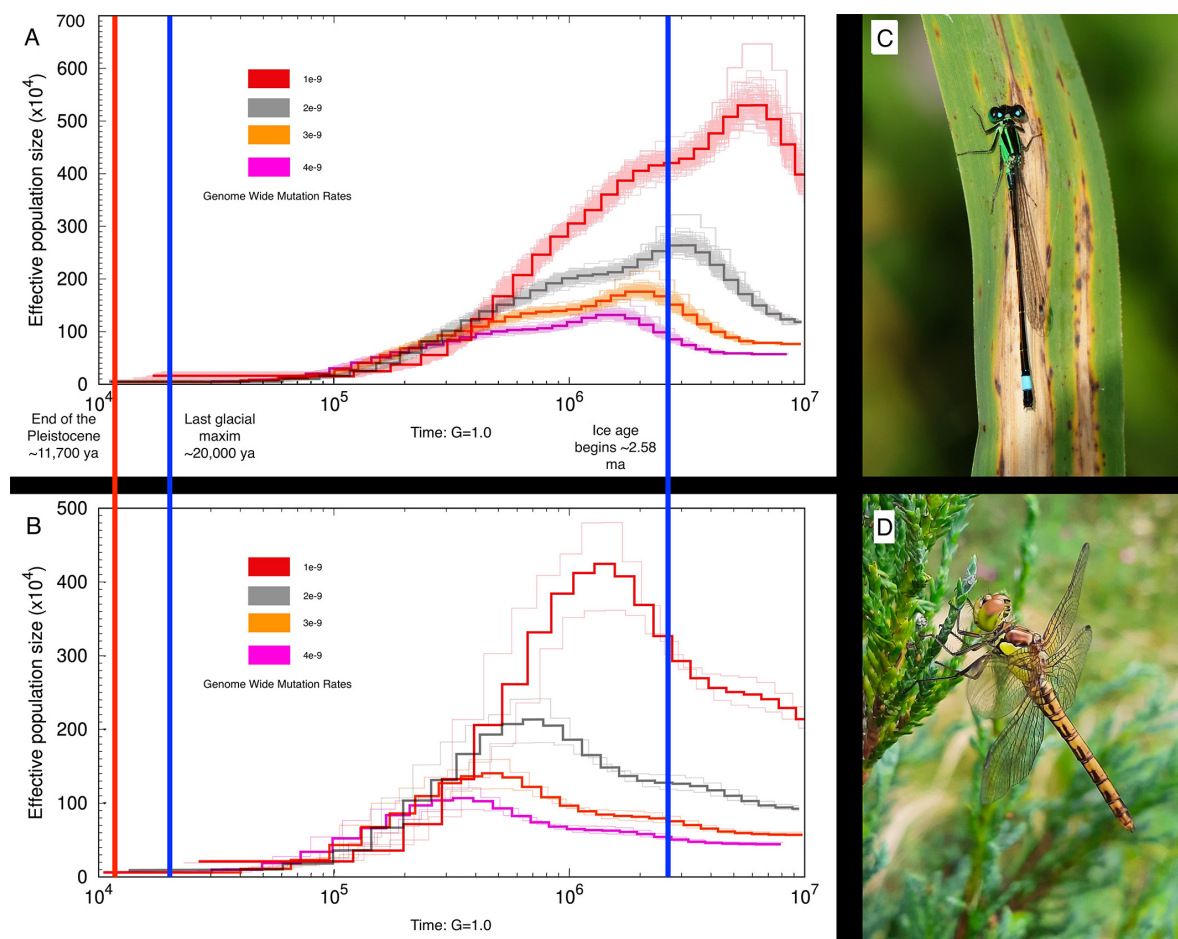 A
Effective population size (x10⁴)
700
600
500
400
300
200
100
0
1e-9
2e-9
3e-9
4e-9
Genome Wide Mutation Rates
10⁴
10⁵
10⁶
10⁷
Time: G=1.0
End of the
Pleistocene
~11,700 ya
Last glacial
maxim
~20,000 ya
Ice age
begins ~2.58
ma
B
Effective population size (x10⁴)
500
400
300
200
100
0
1e-9
2e-9
3e-9
4e-9
Genome Wide Mutation Rates
10⁴
10⁵
10⁶
10⁷
Time: G=1.0
C
D